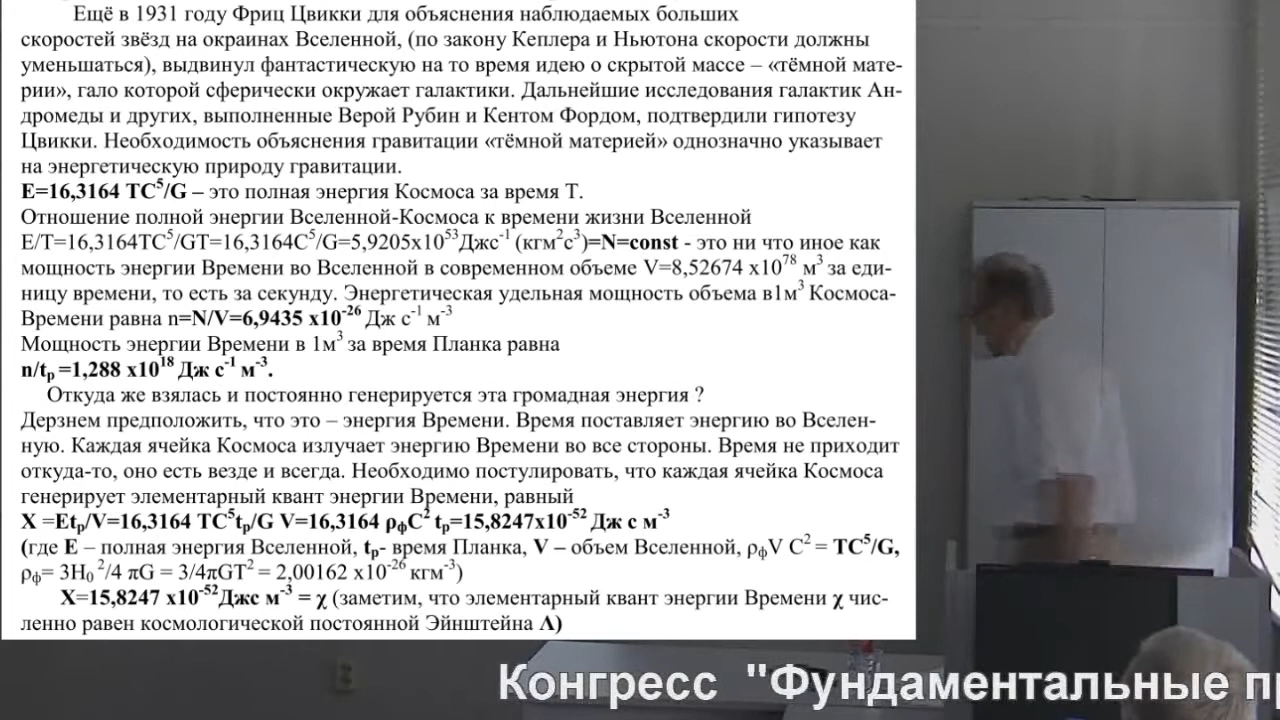 Ещё в 1931 году Фриц Цвикки для объяснения наблюдаемых больших
скоростей звёзд на окраинах Вселенной, (по закону Кеплера и Ньютона скорости должны
уменьшаться), выдвинул фантастическую на то время идею о скрытой массе – «тёмной мате-
рии», гало которой сферически окружает галактики. Дальнейшие исследования галактик Ан-
дромеды и других, выполненные Верой Рубин и Кентом Фордом, подтвердили гипотезу
Цвикки. Необходимость объяснения гравитации «тёмной материей» однозначно указывает
на энергетическую природу гравитации.
E=16,3164 TC⁵/G – это полная энергия Космоса за время Т.
Отношение полной энергии Вселенной-Космоса к времени жизни Вселенной
E/T=16,3164TC⁵/GT=16,3164C⁵/G=5,9205x10⁵³Джс⁻¹ (кгм²с³)=N=const - это ни что иное как
мощность энергии Времени во Вселенной в современном объеме V=8,52674 x10⁷⁸ м³ за еди-
ницу времени, то есть за секунду. Энергетическая удельная мощность объема в1м³ Космоса-
Времени равна n=N/V=6,9435 x10⁻²⁶ Дж с⁻¹ м⁻³
Мощность энергии Времени в 1м³ за время Планка равна
n/tₚ =1,288 x10¹⁸ Дж с⁻¹ м⁻³.
Откуда же взялась и постоянно генерируется эта громадная энергия ?
Дерзнем предположить, что это – энергия Времени. Время поставляет энергию во Вселен-
ную. Каждая ячейка Космоса излучает энергию Времени во все стороны. Время не приходит
откуда-то, оно есть везде и всегда. Необходимо постулировать, что каждая ячейка Космоса
генерирует элементарный квант энергии Времени, равный
X =Etₚ/V=16,3164 TC⁵tₚ/G V=16,3164 ρфC² tₚ=15,8247x10⁻⁵² Дж с м⁻³
(где E – полная энергия Вселенной, tₚ- время Планка, V – объем Вселенной, ρфV C² = TC⁵/G,
ρф= 3H₀ ²/4 πG = 3/4πGT² = 2,00162 x10⁻²⁶ кгм⁻³)
X=15,8247 x10⁻⁵²Джс м⁻³ = χ (заметим, что элементарный квант энергии Времени χ чис-
ленно равен космологической постоянной Эйнштейна Λ)
Конгресс "Фундаментальные пр